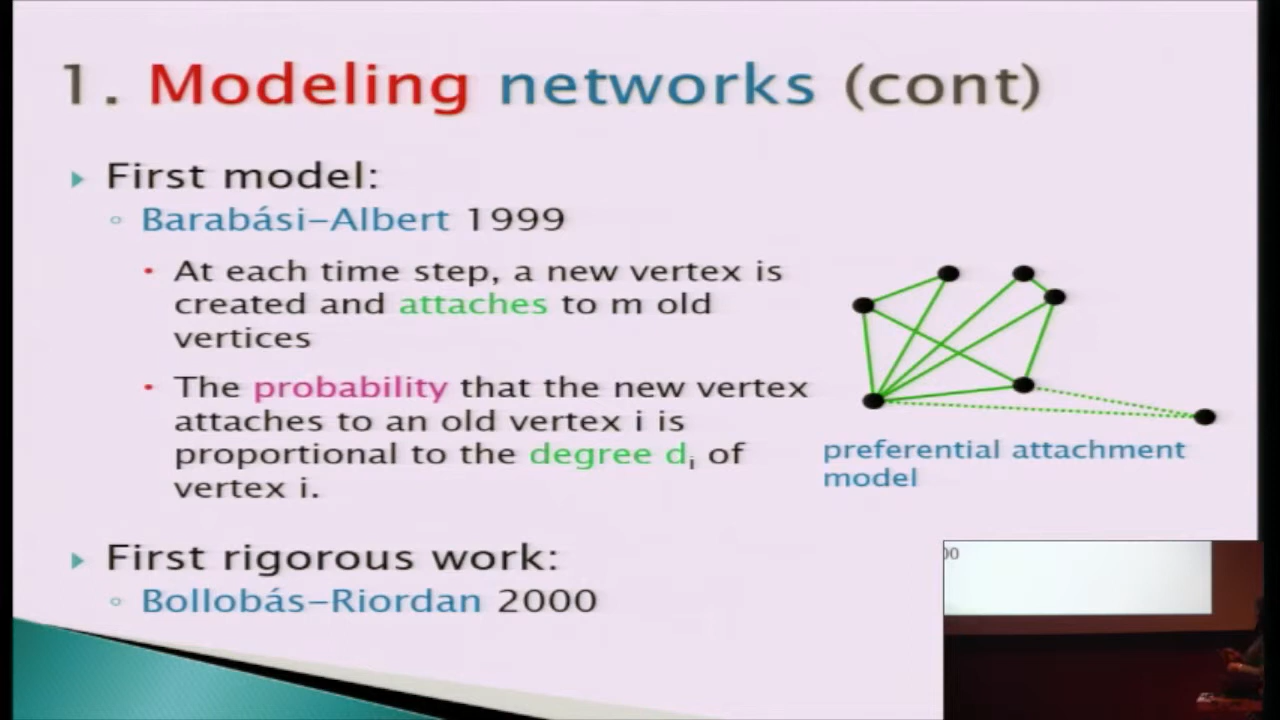 1. Modeling networks (cont)
First model:
Barabási–Albert 1999
At each time step, a new vertex is
created and attaches to m old
vertices
The probability that the new vertex
attaches to an old vertex i is
proportional to the degree dᵢ of
vertex i.
preferential attachment
model
First rigorous work:
Bollobás–Riordan 2000
00